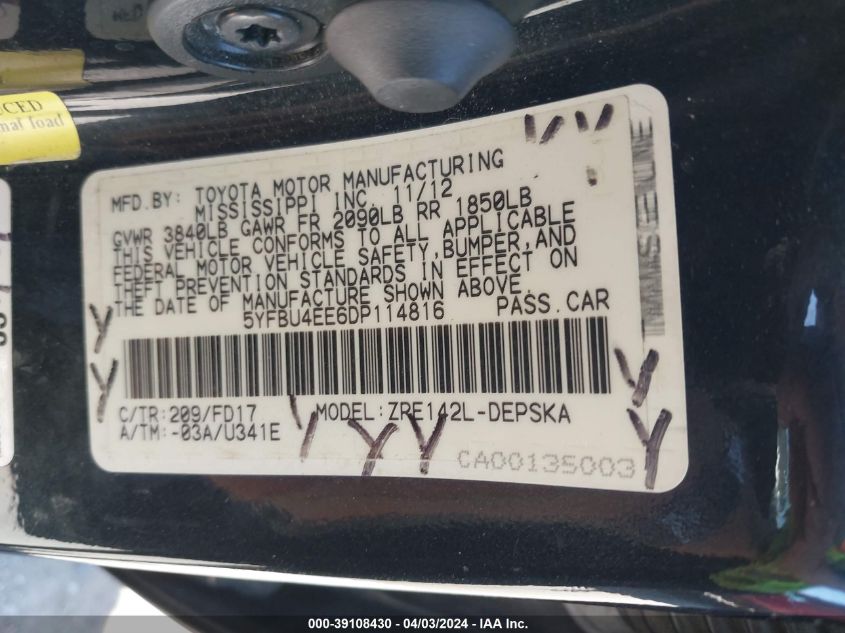 UCED
mal load
MFD.BY: TOYOTA MOTOR MANUFACTURING
MISSISSIPPI INC. 11/12
GVWR 3840LB GAWR FR 2090LB RR 1850LB
THIS VEHICLE CONFORMS TO ALL APPLICABLE
FEDERAL MOTOR VEHICLE SAFETY,BUMPER,AND
THEFT PREVENTION STANDARDS IN EFFECT ON
THE DATE OF MANUFACTURE SHOWN ABOVE.
5YFBU4EE6DP114816 PASS.CAR
C/TR:209/FD17 MODEL:ZRE142L-DEPSKA
A/TM:-03A/U341E
CA00135003
000-39108430 - 04/03/2024 - IAA Inc.